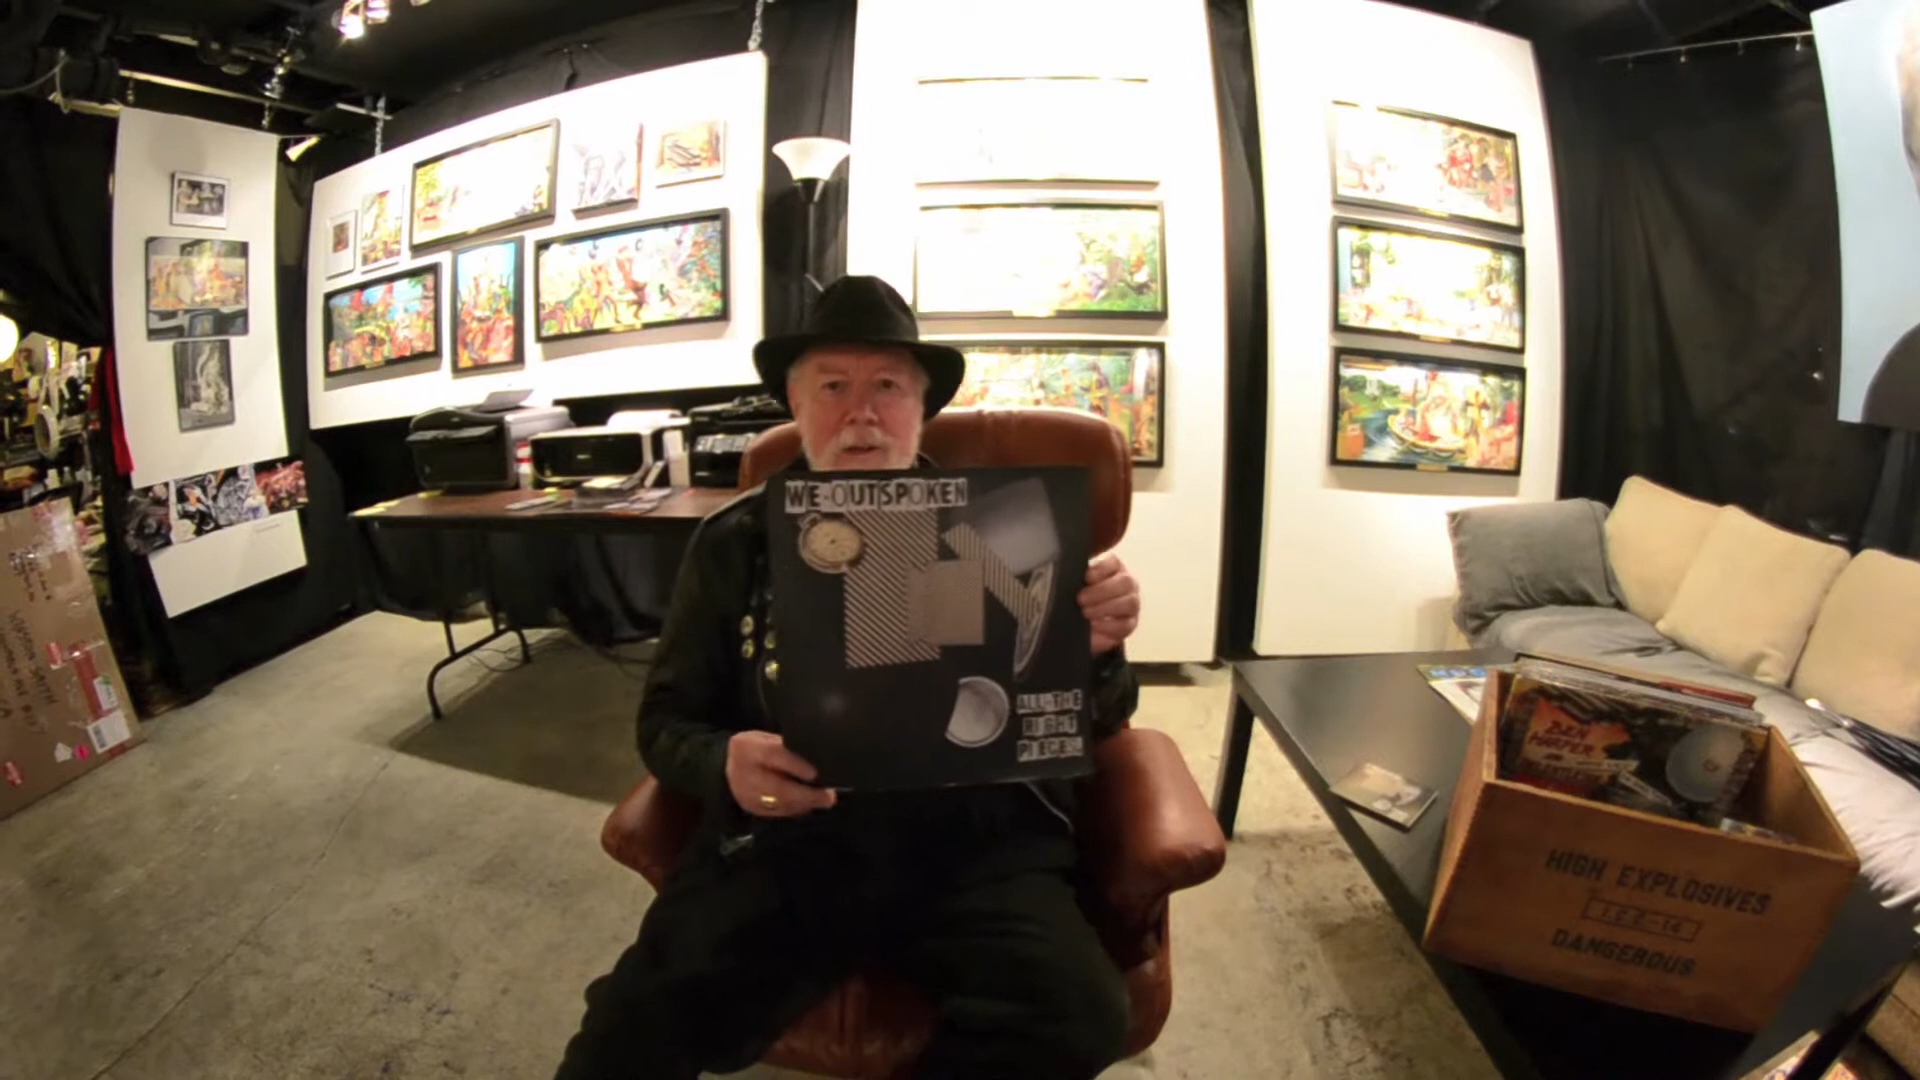 WE-OUTSPOKEN
ALL-THE
RIGHT
PIECES.
BEN
HARPER
HIGH EXPLOSIVES
DANGEROUS